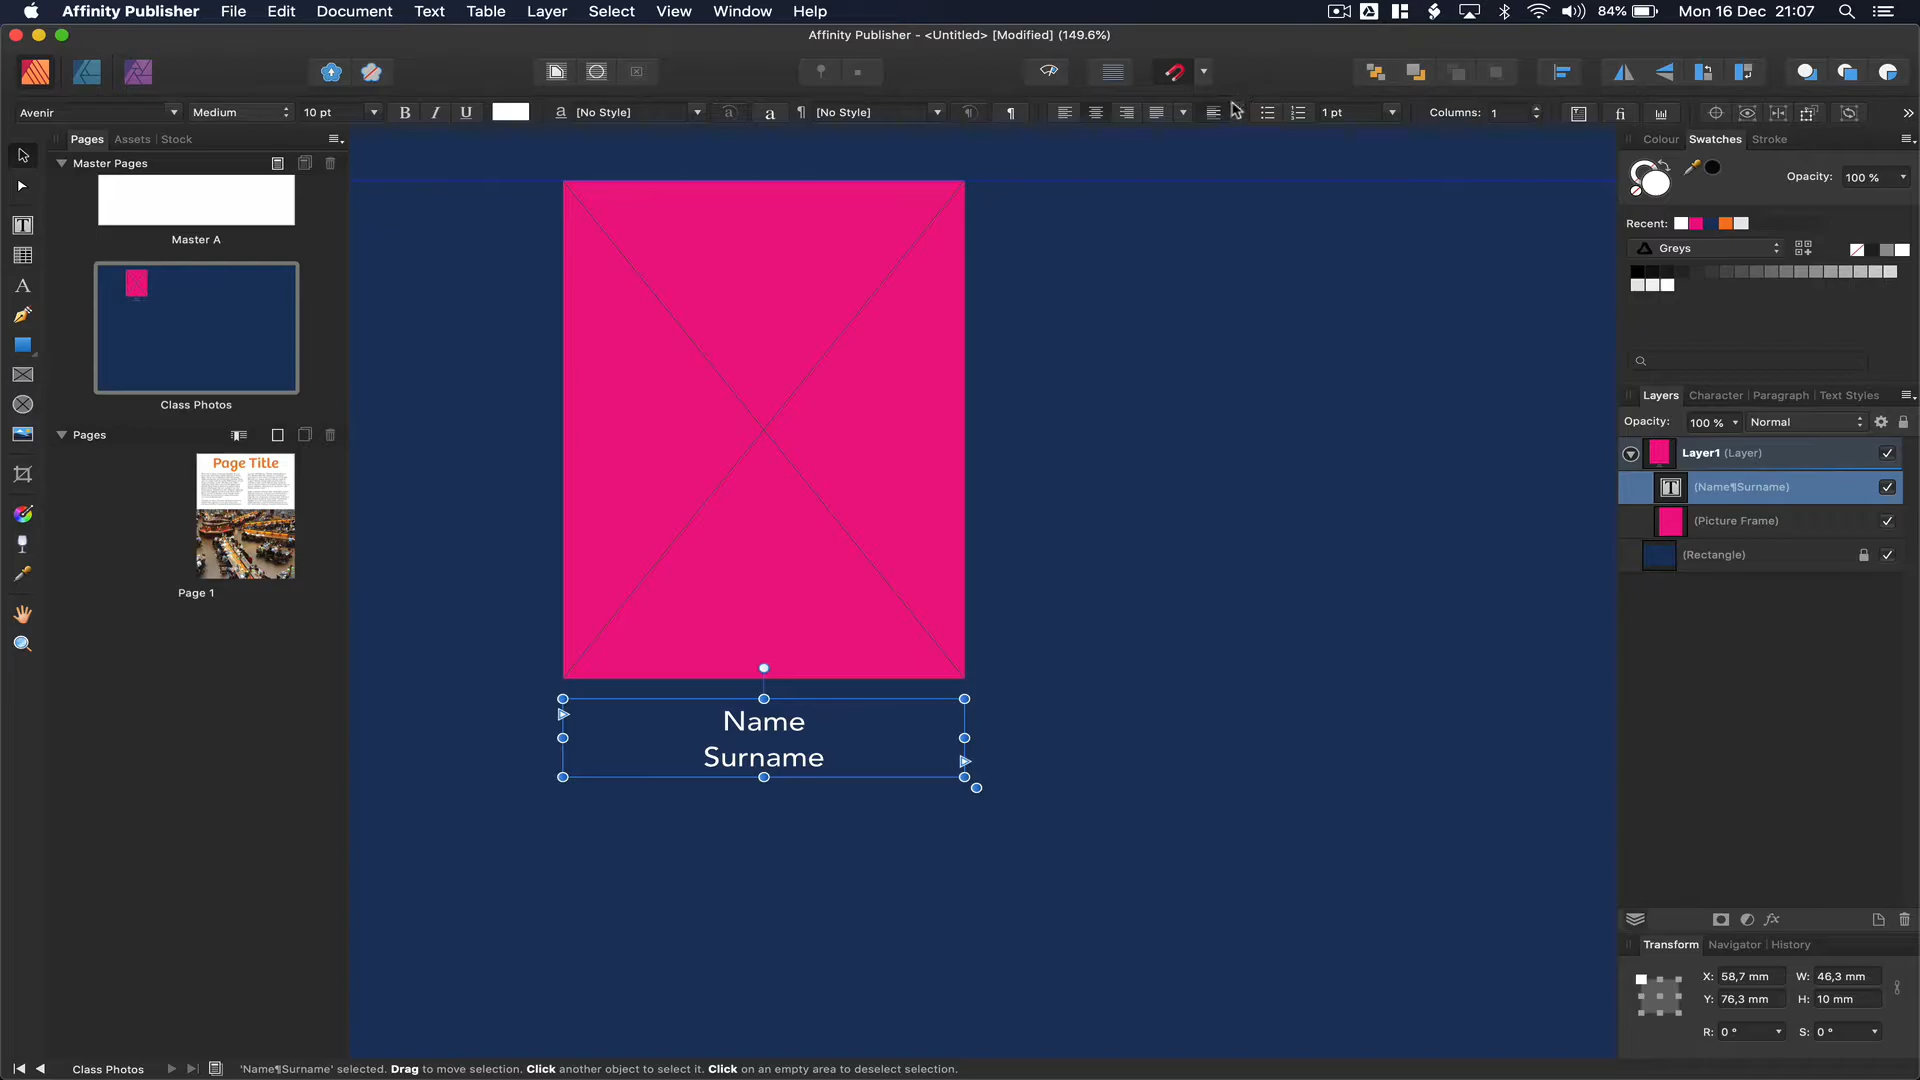 Affinity Publisher File Edit Document Text Table Layer Select View Window Help 84% Mon 16 Dec 21:07
Affinity Publisher - <Untitled> [Modified] (149.6%)
Avenir Medium 10 pt B I U a [No Style] a a ¶ [No Style] ¶ ¶ 1 pt Columns: 1 fi
Pages Assets Stock
Master Pages
Master A
Class Photos
Pages
Page Title
Page 1
Name
Surname
Colour Swatches Stroke
Opacity: 100 %
Recent:
Greys
Layers Character Paragraph Text Styles
Opacity: 100 % Normal
Layer1 (Layer)
T (Name¶Surname)
(Picture Frame)
(Rectangle)
fx
Transform Navigator History
X: 58,7 mm W: 46,3 mm
Y: 76,3 mm H: 10 mm
R: 0 ° S: 0 °
Class Photos 'Name¶Surname' selected. Drag to move selection. Click another object to select it. Click on an empty area to deselect selection.